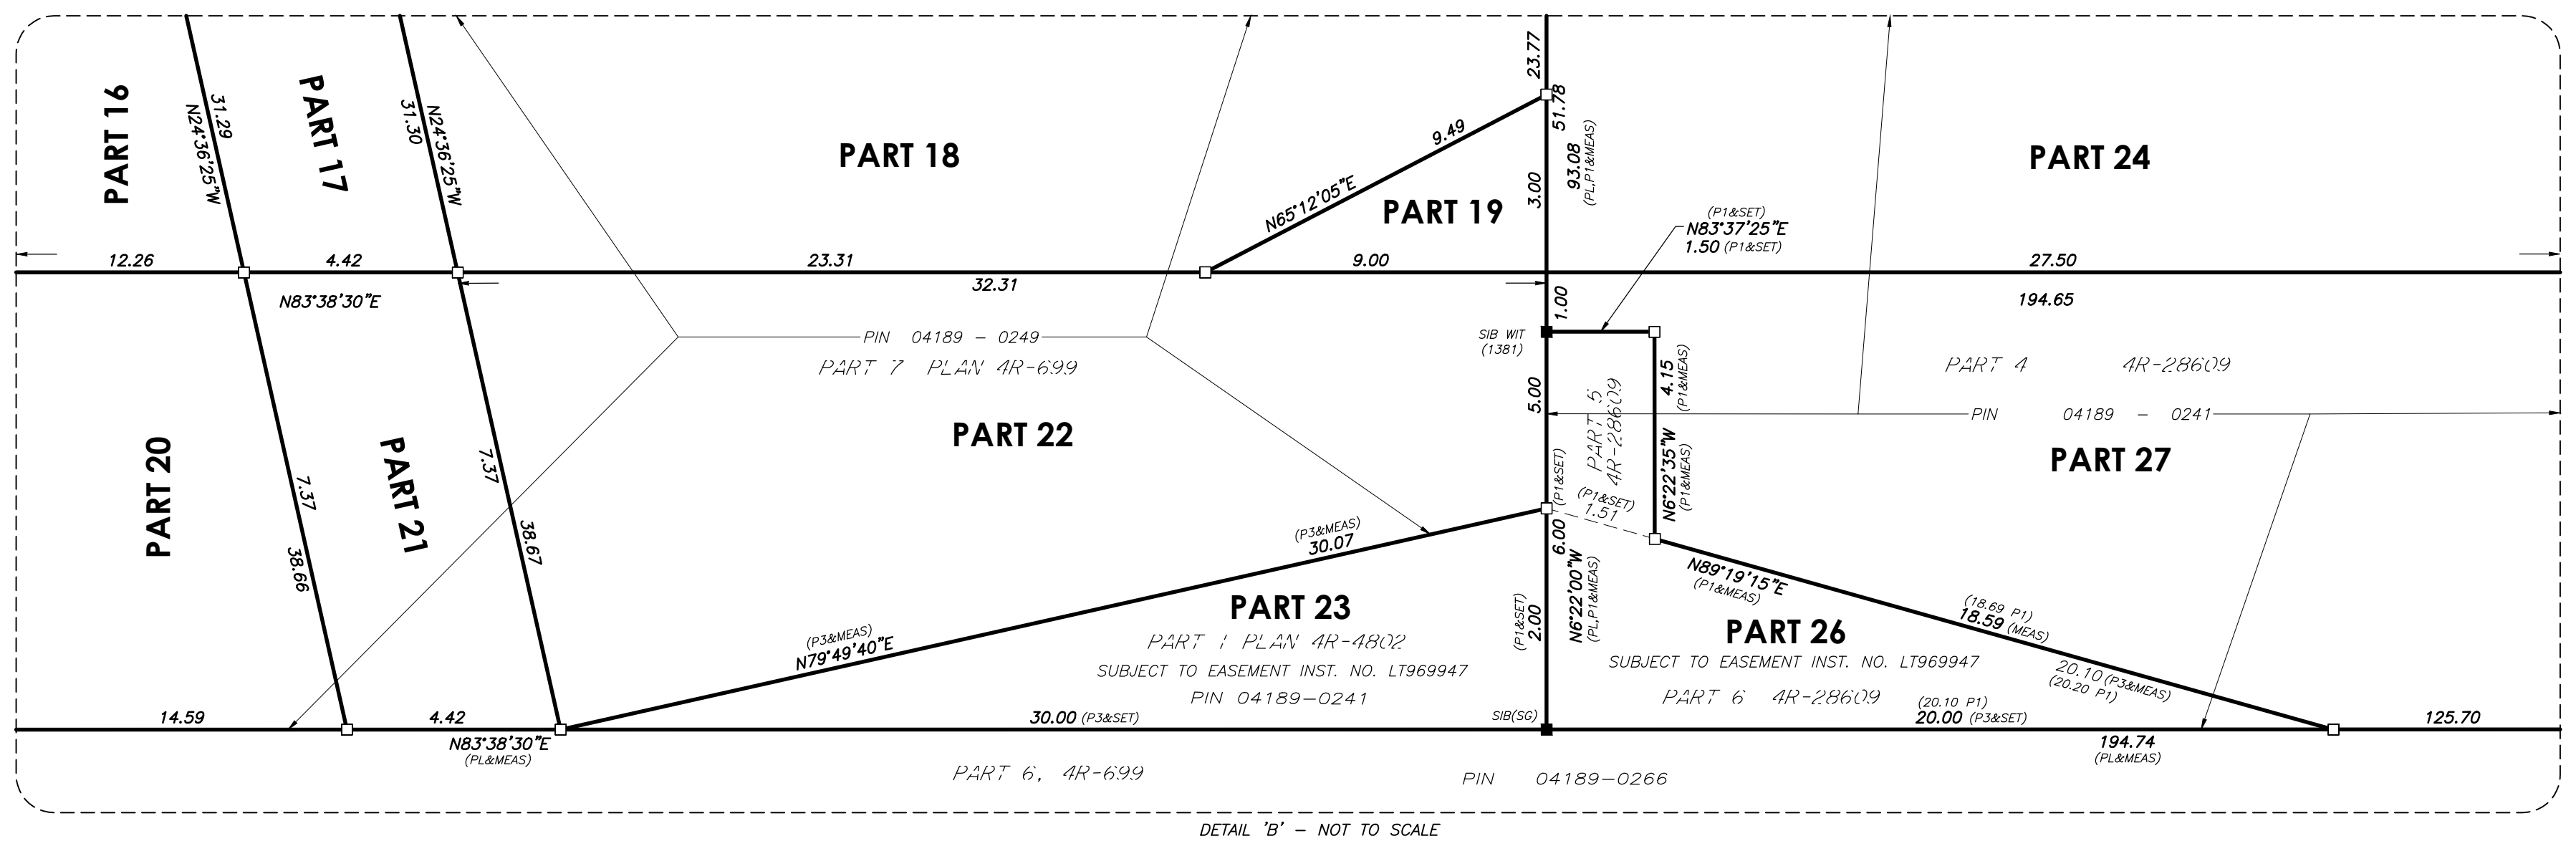 PART 16
31.29
N24°36'25"W
PART 17
31.30
N24°36'25"W
PART 18
9.49
N65°12'05"E
PART 19
23.77
51.78
3.00
93.08
(PL,P1&MEAS)
PART 24
(P1&SET)
N83°37'25"E
1.50 (P1&SET)
12.26
4.42
23.31
9.00
27.50
N83°38'30"E
32.31
194.65
1.00
PIN 04189 - 0249
PART 7 PLAN 4R-699
SIB WIT
(1381)
5.00
PART 5
4R-28609
4.15
(P1&MEAS)
N6°22'35"W
(P1&MEAS)
PART 4 4R-28609
PIN 04189 - 0241
PART 20
PART 21
7.37
38.66
7.37
38.67
PART 22
PART 27
(P1&SET)
(P1&SET)
1.51
(P3&MEAS)
30.07
6.00
N6°22'00"W
(PL,P1&MEAS)
N89°19'15"E
(P1&MEAS)
(18.69 P1)
18.59 (MEAS)
(P3&MEAS)
N79°49'40"E
PART 23
PART 1 PLAN 4R-4802
SUBJECT TO EASEMENT INST. NO. LT969947
PIN 04189-0241
(P1&SET)
2.00
PART 26
SUBJECT TO EASEMENT INST. NO. LT969947
PART 6 4R-28609
20.10 (P3&MEAS)
(20.20 P1)
14.59
4.42
30.00 (P3&SET)
SIB(SG)
(20.10 P1)
20.00 (P3&SET)
125.70
N83°38'30"E
(PL&MEAS)
194.74
(PL&MEAS)
PART 6, 4R-699
PIN 04189-0266
DETAIL 'B' - NOT TO SCALE